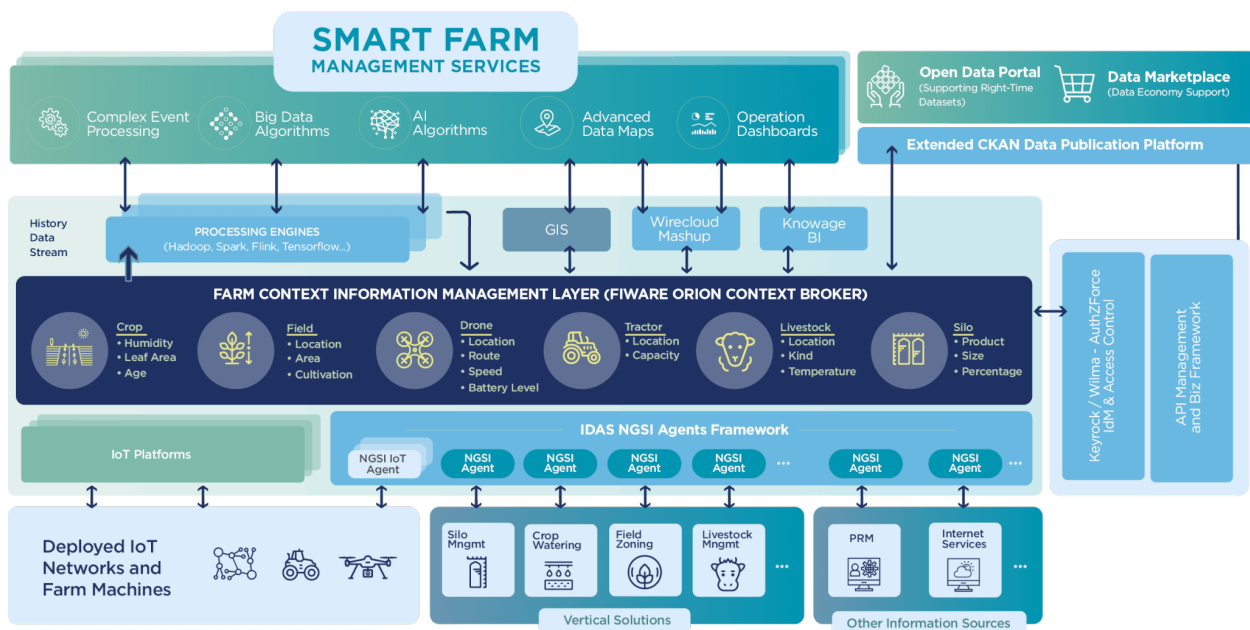 SMART FARM
MANAGEMENT SERVICES
Complex Event
Processing
Big Data
Algorithms
AI
Algorithms
Advanced
Data Maps
Operation
Dashboards
Open Data Portal
(Supporting Right-Time
Datasets)
Data Marketplace
(Data Economy Support)
Extended CKAN Data Publication Platform
History
Data
Stream
PROCESSING ENGINES
(Hadoop, Spark, Flink, Tensorflow...)
GIS
Wirecloud
Mashup
Knowage
BI
FARM CONTEXT INFORMATION MANAGEMENT LAYER (FIWARE ORION CONTEXT BROKER)
Crop
• Humidity
• Leaf Area
• Age
Field
• Location
• Area
• Cultivation
Drone
• Location
• Route
• Speed
• Battery Level
Tractor
• Location
• Capacity
Livestock
• Location
• Kind
• Temperature
Silo
• Product
• Size
• Percentage
Keyrock / Wilma - AuthZForce
IdM & Access Control
API Management
and Biz Framework
IoT Platforms
IDAS NGSI Agents Framework
NGSI IoT
Agent
NGSI
Agent
NGSI
Agent
NGSI
Agent
NGSI
Agent
...
NGSI
Agent
NGSI
Agent
...
Deployed IoT
Networks and
Farm Machines
Silo
Mngmt
Crop
Watering
Field
Zoning
Livestock
Mngmt
...
Vertical Solutions
PRM
Internet
Services
...
Other Information Sources